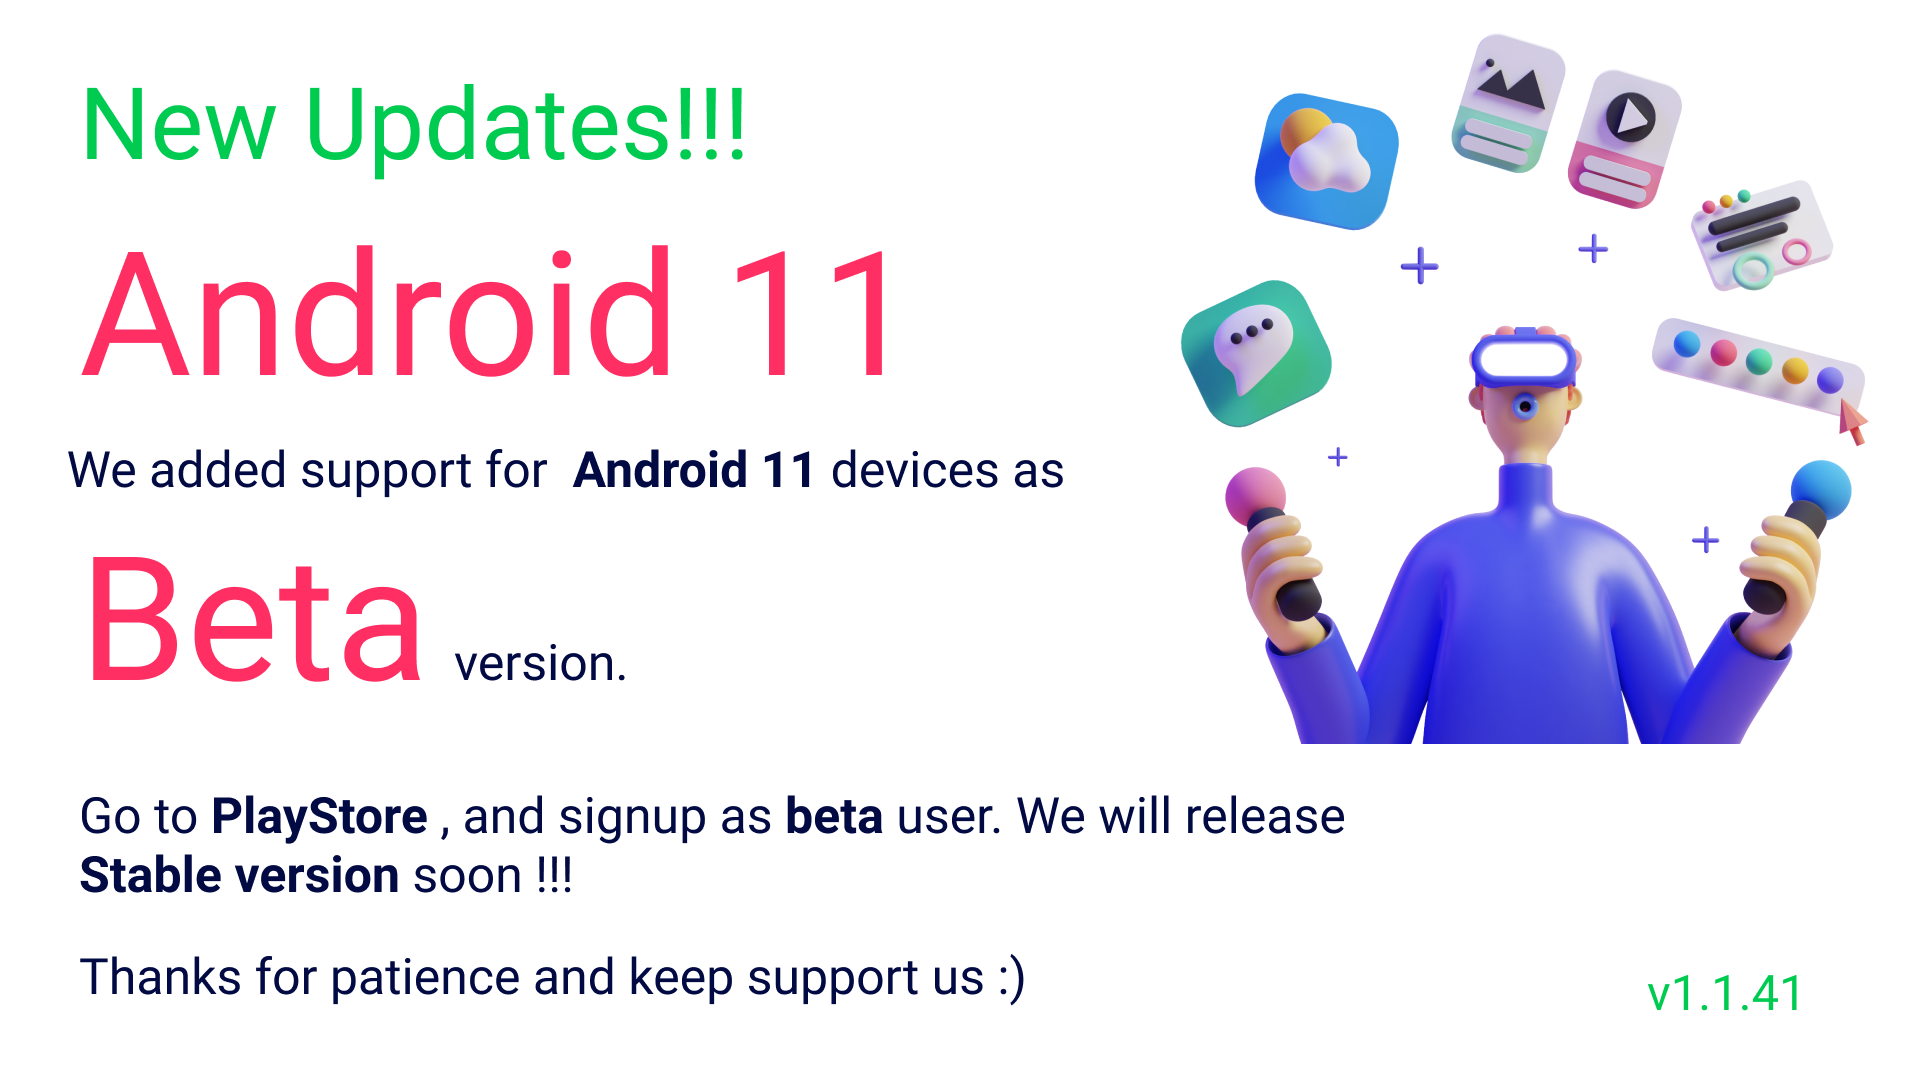 New Updates!!!
Android 11
We added support for Android 11 devices as
Beta version.
Go to PlayStore , and signup as beta user. We will release
Stable version soon !!!
Thanks for patience and keep support us :)
v1.1.41